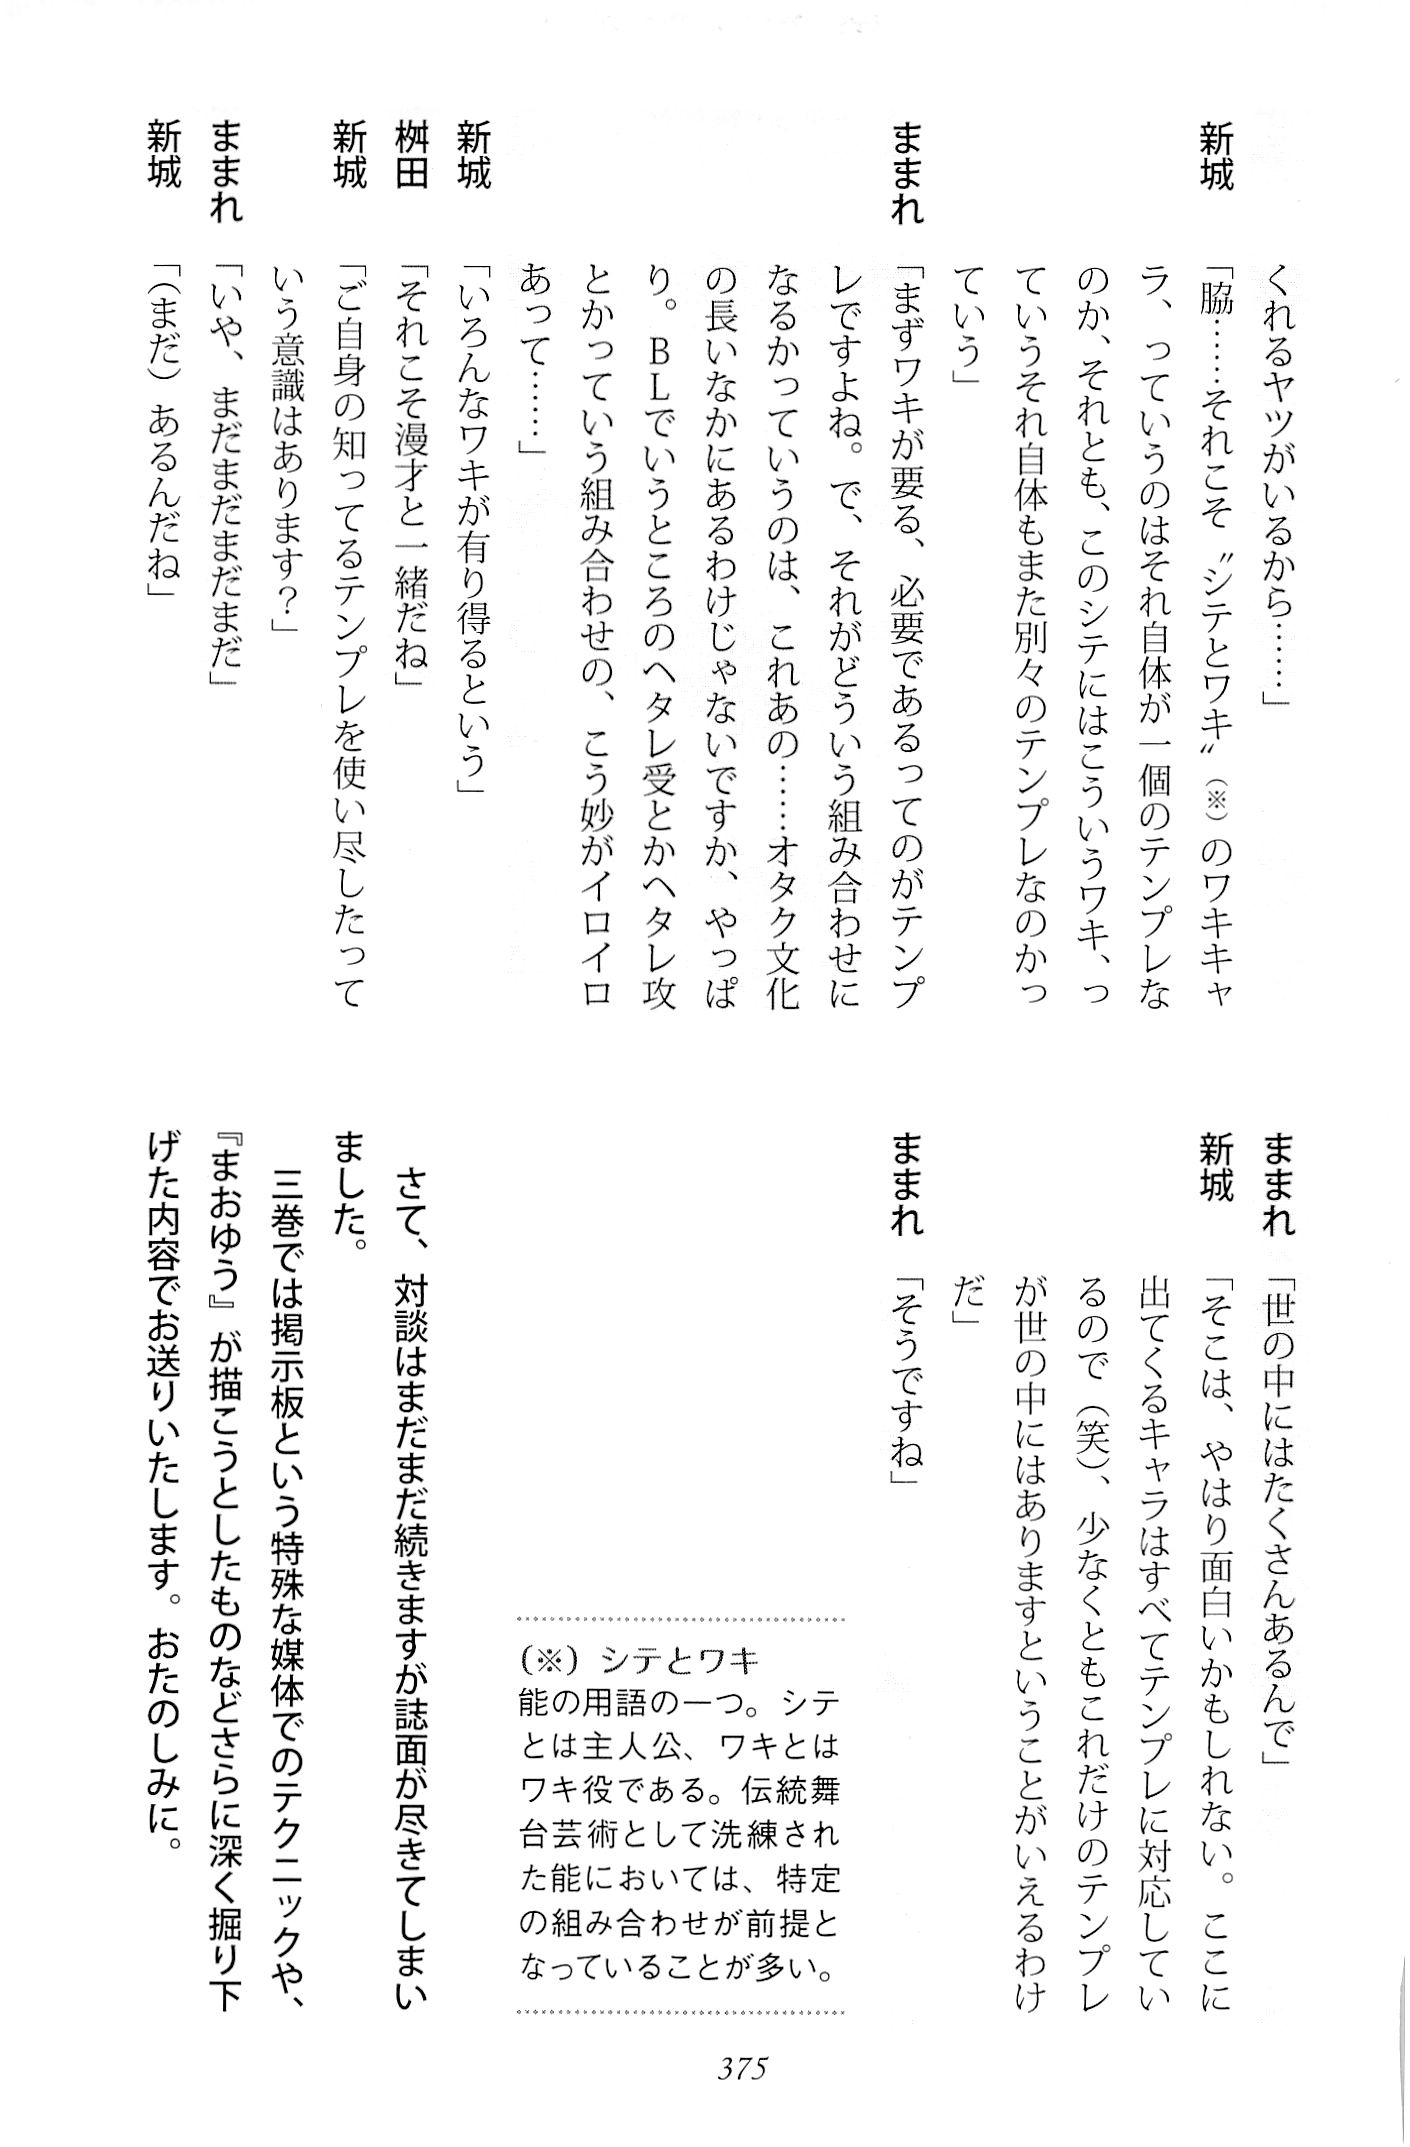 くれるヤツがいるから……」
新城　「脇……それこそ〝シテとワキ〟（※）のワキキャ
ラ、っていうのはそれ自体が一個のテンプレな
のか、それとも、このシテにはこういうワキ、っ
ていうそれ自体もまた別々のテンプレなのかっ
ていう」
ままれ　「まずワキが要る、必要であるってのがテンプ
レですよね。で、それがどういう組み合わせに
なるかっていうのは、これあの……オタク文化
の長いなかにあるわけじゃないですか、やっぱ
り。BLでいうところのヘタレ受とかヘタレ攻
とかっていう組み合わせの、こう妙がイロイロ
あって……」
新城　「いろんなワキが有り得るという」
桝田　「それこそ漫才と一緒だね」
新城　「ご自身の知ってるテンプレを使い尽したって
いう意識はあります？」
ままれ　「いや、まだまだまだまだ」
新城　「（まだ）あるんだね」
ままれ　「世の中にはたくさんあるんで」
新城　「そこは、やはり面白いかもしれない。ここに
出てくるキャラはすべてテンプレに対応してい
るので（笑）、少なくともこれだけのテンプレ
が世の中にはありますということがいえるわけ
だ」
ままれ　「そうですね」
（※）シテとワキ
能の用語の一つ。シテ
とは主人公、ワキとは
ワキ役である。伝統舞
台芸術として洗練され
た能においては、特定
の組み合わせが前提と
なっていることが多い。
さて、対談はまだまだ続きますが誌面が尽きてしまい
ました。
三巻では掲示板という特殊な媒体でのテクニックや、
『まおゆう』が描こうとしたものなどさらに深く掘り下
げた内容でお送りいたします。おたのしみに。
375